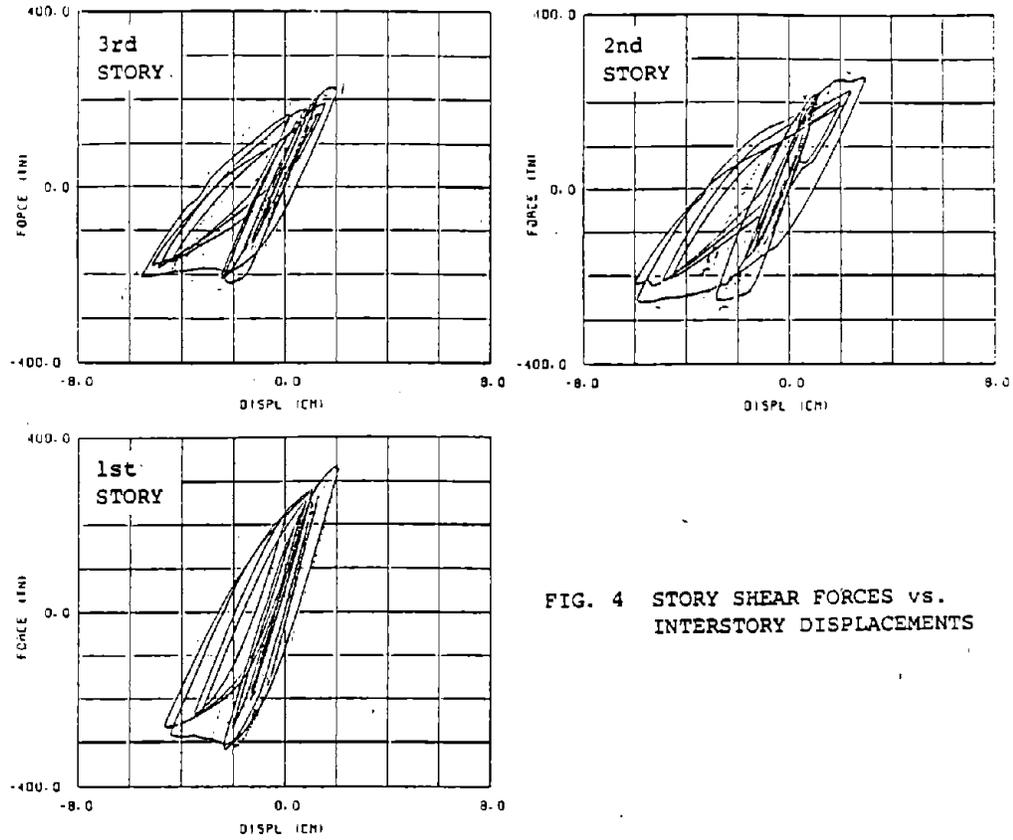 400.0
3rd
STORY
FORCE (TN)
0.0
-400.0
-8.0
0.0
8.0
DISPL (CM)
400.0
2nd
STORY
FORCE (TN)
0.0
-400.0
-8.0
0.0
8.0
DISPL (CM)
400.0
1st
STORY
FORCE (TN)
0.0
-400.0
-8.0
0.0
8.0
DISPL (CM)
FIG. 4 STORY SHEAR FORCES vs.
INTERSTORY DISPLACEMENTS